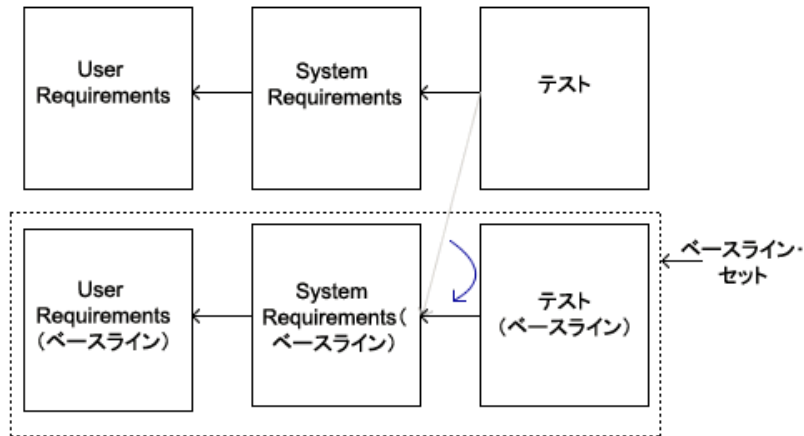 User
Requirements
System
Requirements
テスト
User
Requirements
(ベースライン)
System
Requirements(
ベースライン)
テスト
(ベースライン)
ベースライン・
セット